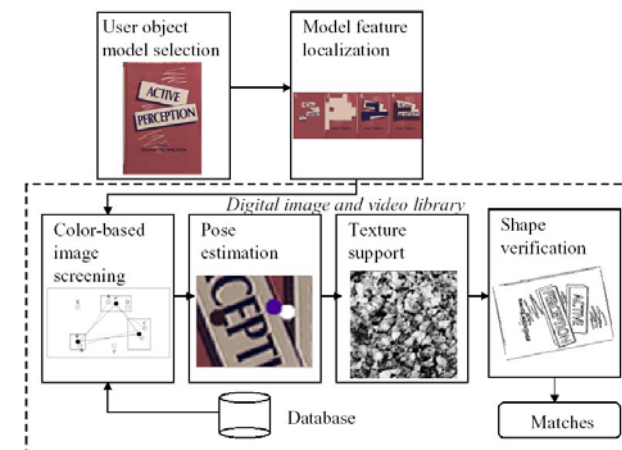 User object
model selection
ACTIVE
PERCEPTION
Model feature
localization
Digital image and video library
Color-based
image
screening
Pose
estimation
CEPTI
Texture
support
Shape
verification
ACTIVE
PERCEPTION
Database
Matches